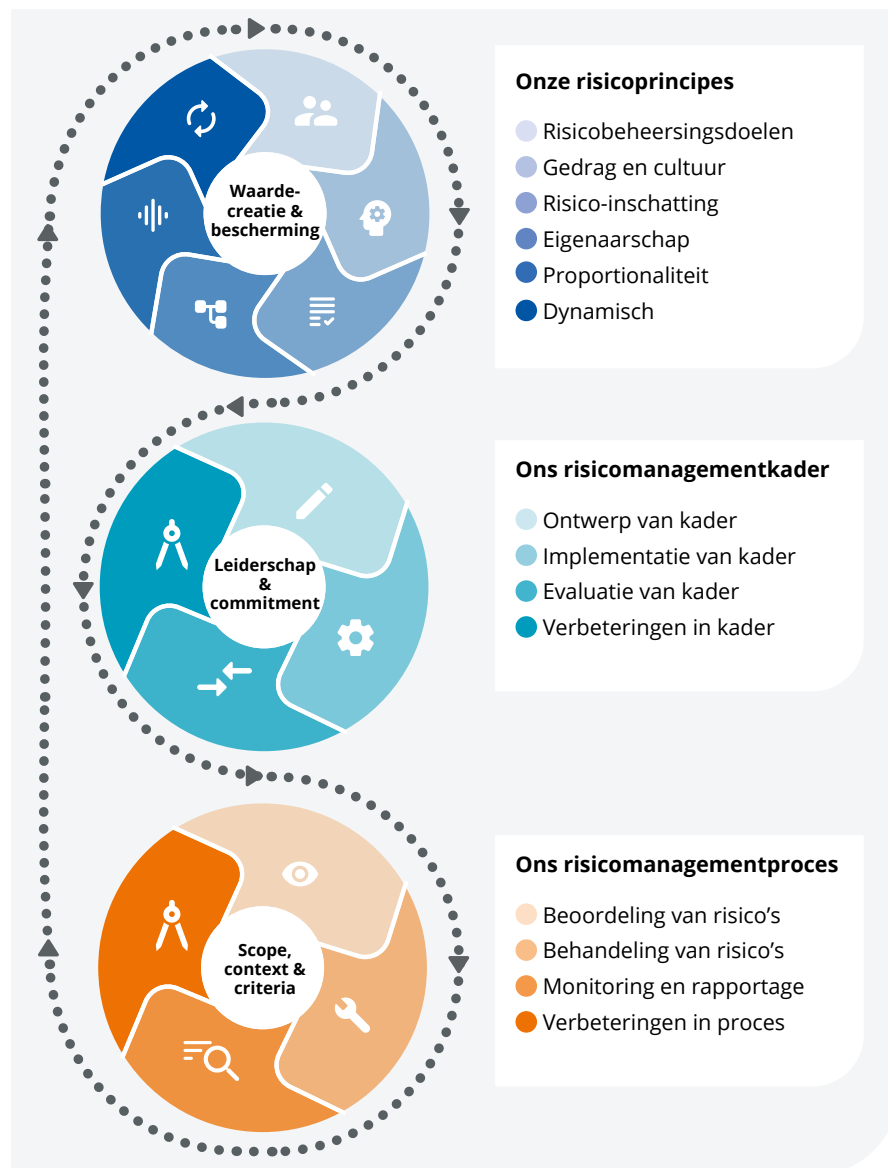 Waarde-
creatie &
bescherming
Onze risicoprincipes
Risicobeheersingsdoelen
Gedrag en cultuur
Risico-inschatting
Eigenaarschap
Proportionaliteit
Dynamisch
Leiderschap
&
commitment
Ons risicomanagementkader
Ontwerp van kader
Implementatie van kader
Evaluatie van kader
Verbeteringen in kader
Scope,
context &
criteria
Ons risicomanagementproces
Beoordeling van risico’s
Behandeling van risico’s
Monitoring en rapportage
Verbeteringen in proces